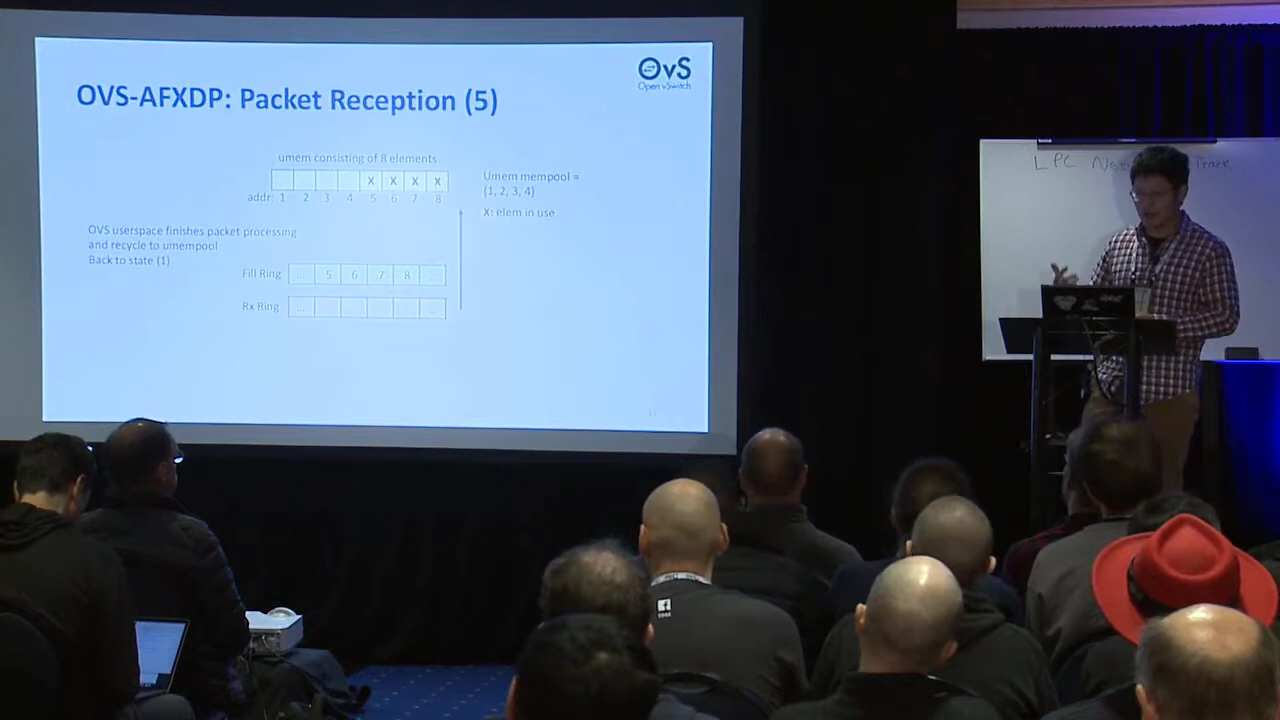 OVS-AFXDP: Packet Reception (5)
OvS
Open vSwitch
umem consisting of 8 elements
X X X X
addr: 1 2 3 4 5 6 7 8
Umem mempool =
(1, 2, 3, 4)
X: elem in use
OVS userspace finishes packet processing
and recycle to umempool
Back to state (1)
Fill Ring ... 5 6 7 8 ...
Rx Ring ... ...
LPC